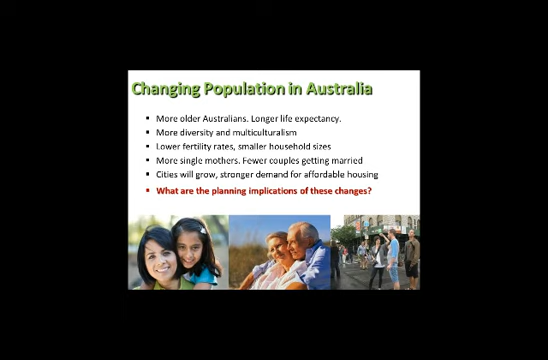 Changing Population in Australia
More older Australians. Longer life expectancy.
More diversity and multiculturalism
Lower fertility rates, smaller household sizes
More single mothers. Fewer couples getting married
Cities will grow, stronger demand for affordable housing
What are the planning implications of these changes?